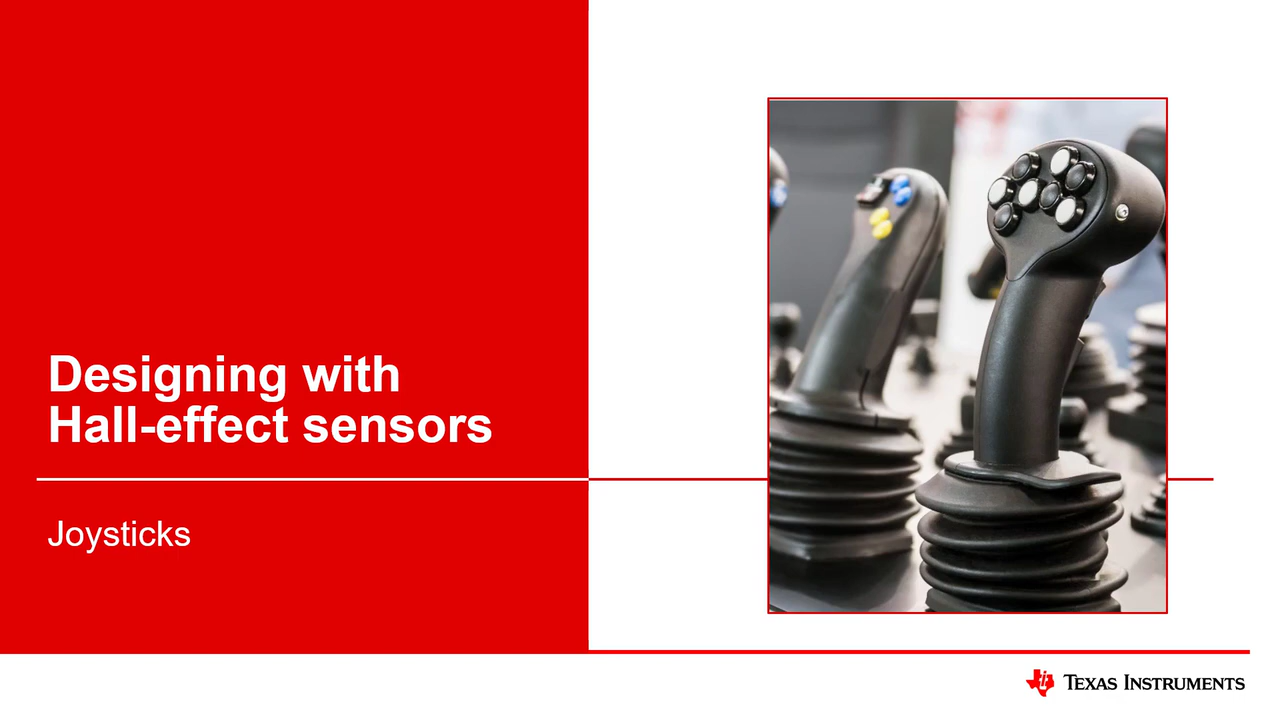 Designing with
Hall-effect sensors
Joysticks
TEXAS INSTRUMENTS